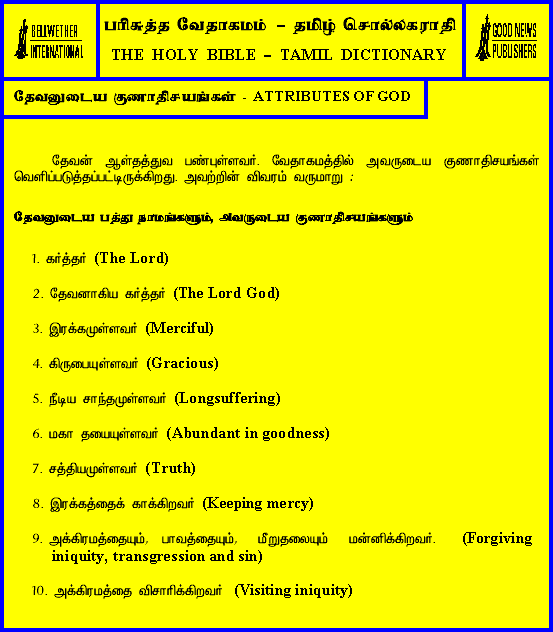 BELLWETHER
INTERNATIONAL
பரிசுத்த வேதாகமம் – தமிழ் சொல்லகராதி
THE HOLY BIBLE – TAMIL DICTIONARY
GOOD NEWS
PUBLISHERS
தேவனுடைய குணாதிசயங்கள் - ATTRIBUTES OF GOD
தேவன் ஆள்தத்துவ பண்புள்ளவர். வேதாகமத்தில் அவருடைய குணாதிசயங்கள்
வெளிப்படுத்தப்பட்டிருக்கிறது. அவற்றின் விவரம் வருமாறு :
தேவனுடைய பத்து நாமங்களும், அவருடைய குணாதிசயங்களும்
1. கர்த்தர் (The Lord)
2. தேவனாகிய கர்த்தர் (The Lord God)
3. இரக்கமுள்ளவர் (Merciful)
4. கிருபையுள்ளவர் (Gracious)
5. நீடிய சாந்தமுள்ளவர் (Longsuffering)
6. மகா தயையுள்ளவர் (Abundant in goodness)
7. சத்தியமுள்ளவர் (Truth)
8. இரக்கத்தைக் காக்கிறவர் (Keeping mercy)
9. அக்கிரமத்தையும், பாவத்தையும், மீறுதலையும் மன்னிக்கிறவர். (Forgiving
iniquity, transgression and sin)
10. அக்கிரமத்தை விசாரிக்கிறவர் (Visiting iniquity)